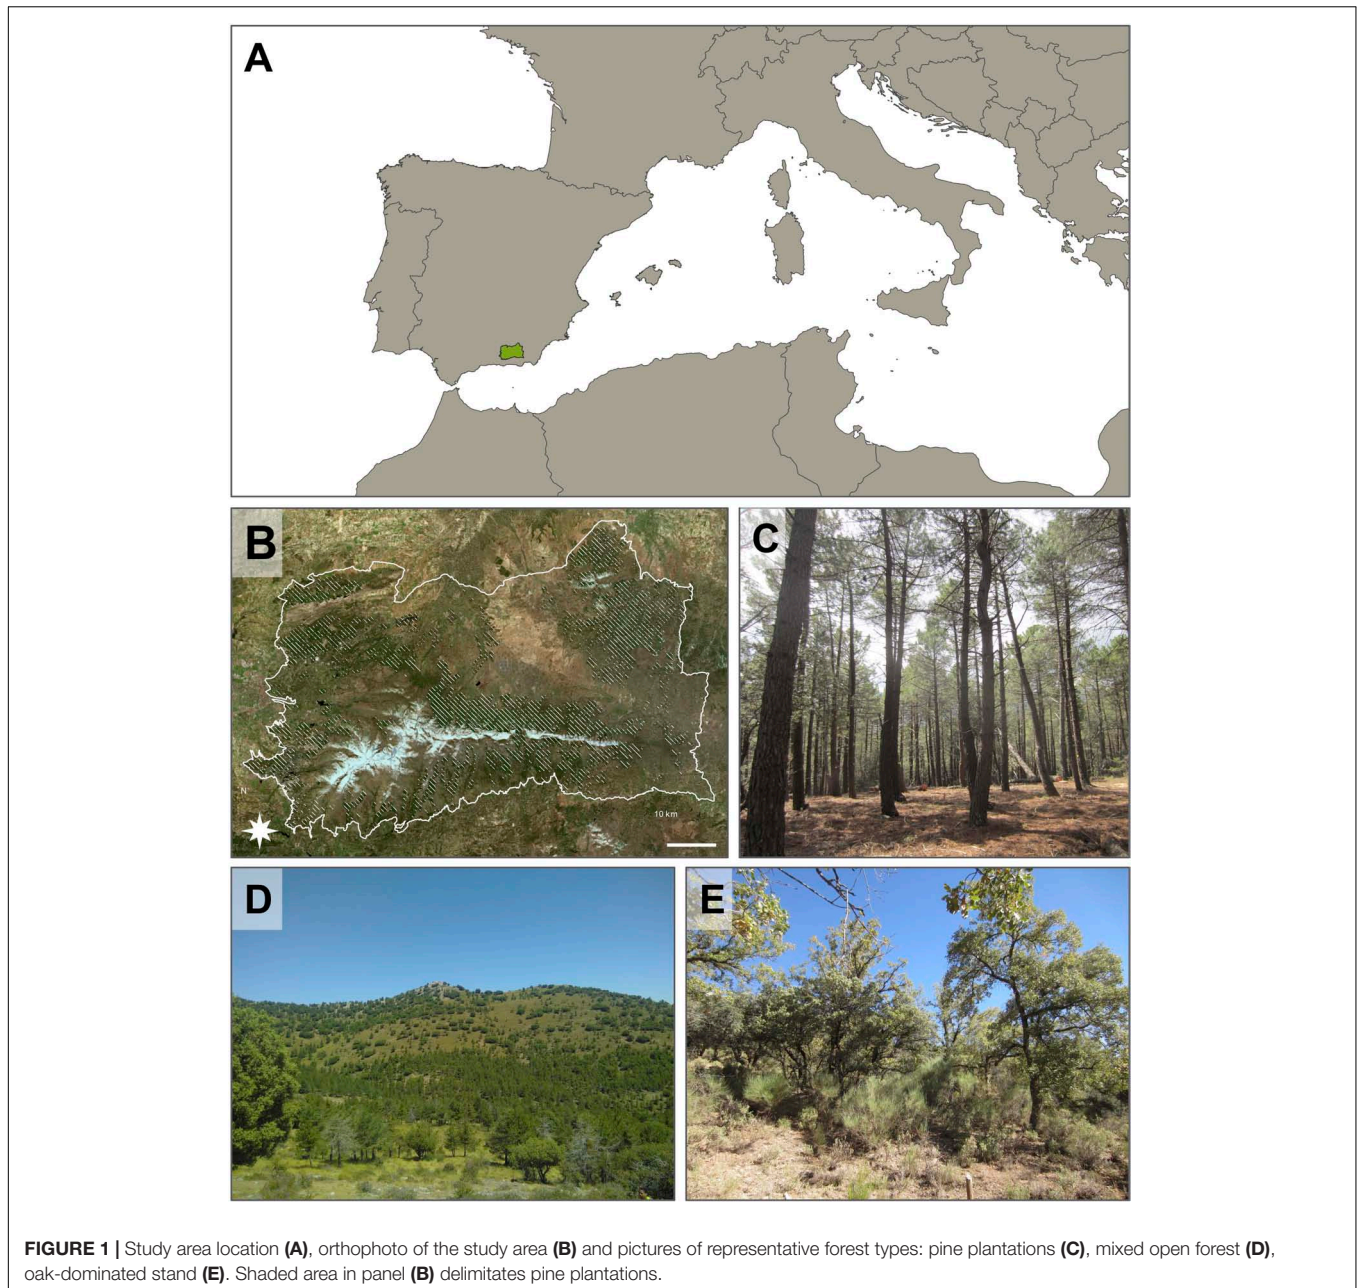 A
B
C
N
10 km
D
E
FIGURE 1 | Study area location (A), orthophoto of the study area (B) and pictures of representative forest types: pine plantations (C), mixed open forest (D),
oak-dominated stand (E). Shaded area in panel (B) delimitates pine plantations.